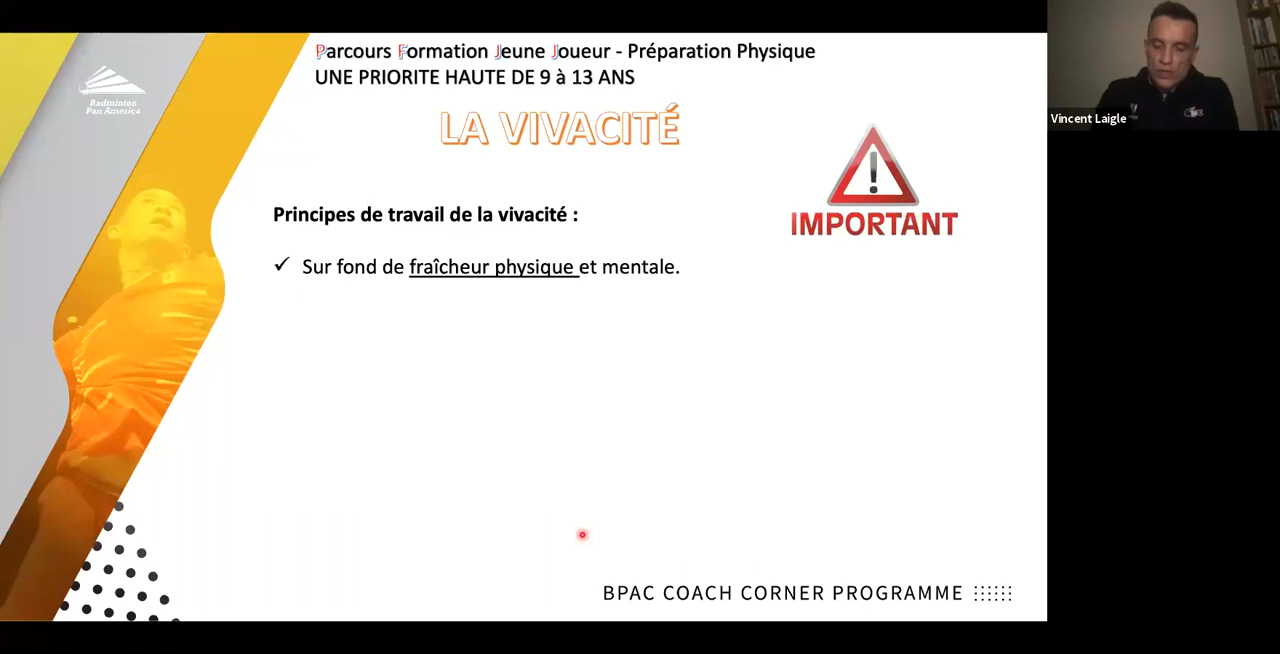 Parcours Formation Jeune Joueur - Préparation Physique
UNE PRIORITE HAUTE DE 9 à 13 ANS
Badminton
Pan America
LA VIVACITÉ
IMPORTANT
Vincent Laigle
Principes de travail de la vivacité :
✓ Sur fond de fraîcheur physique et mentale.
BPAC COACH CORNER PROGRAMME